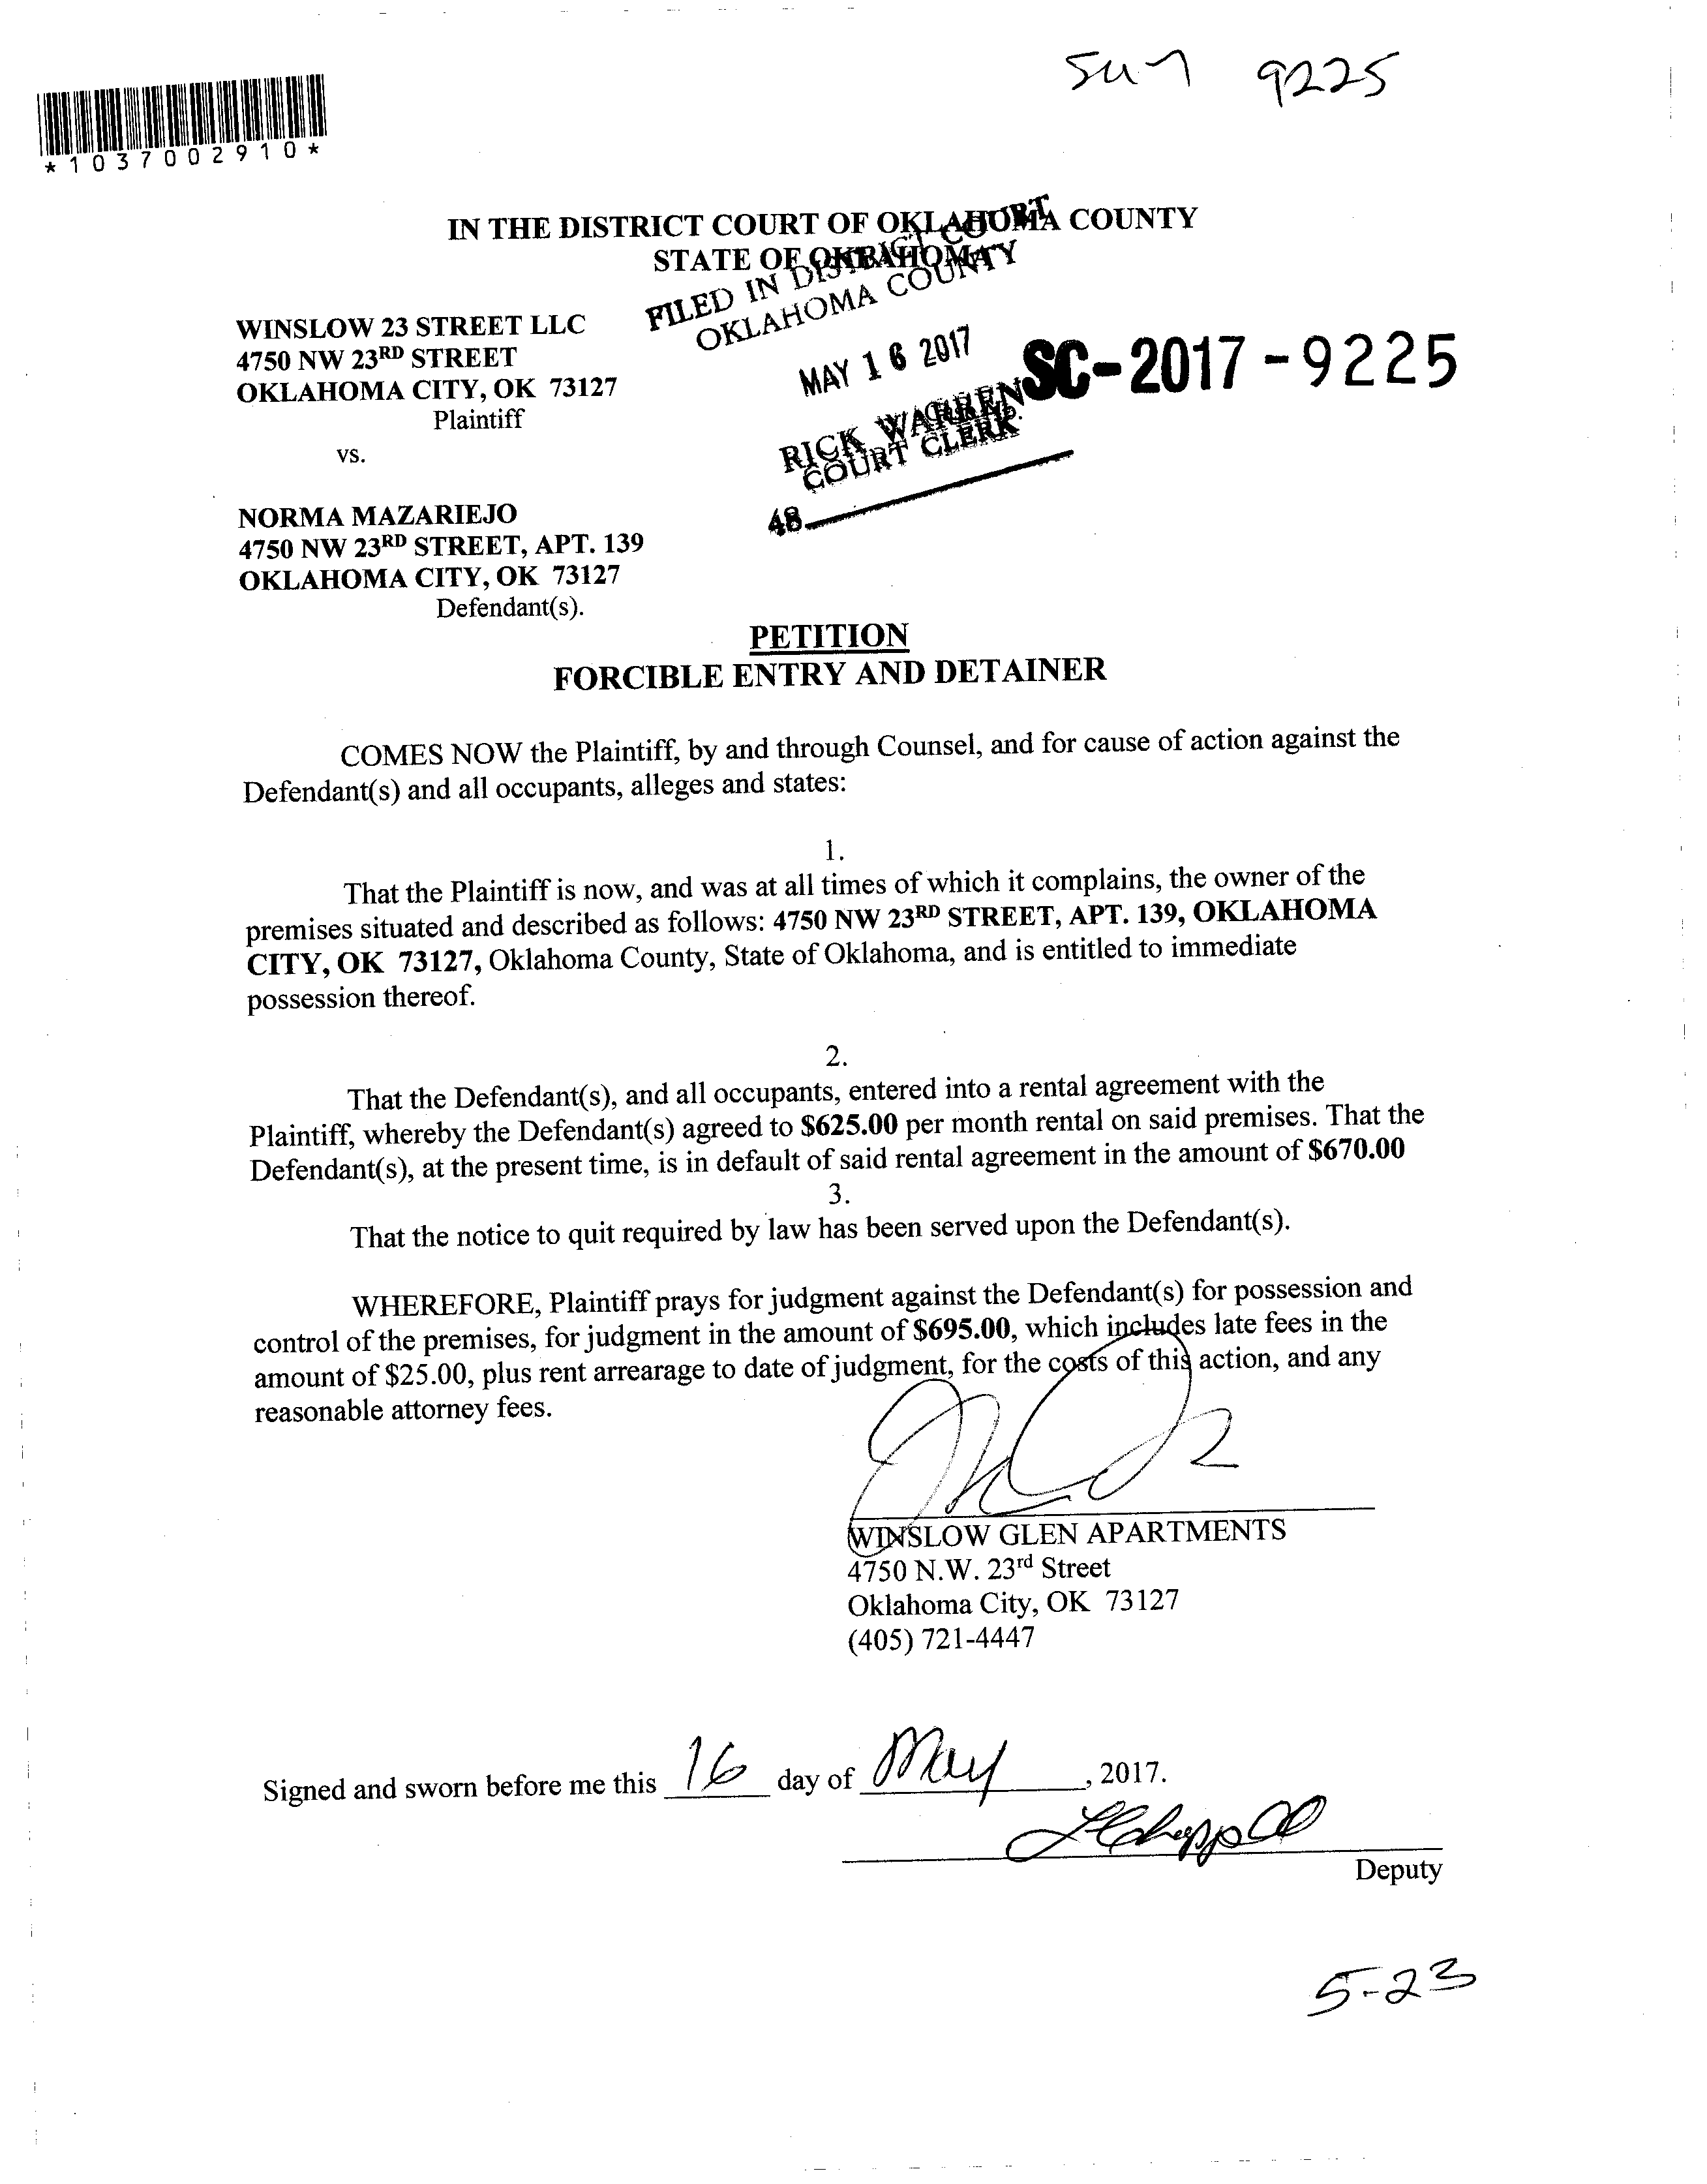 9225
*1037002910*
IN THE DISTRICT COURT OF OKLAHOMA COUNTY
STATE OF OKLAHOMA
FILED IN DISTRICT COURT
OKLAHOMA COUNTY
WINSLOW 23 STREET LLC
4750 NW 23RD STREET
OKLAHOMA CITY, OK 73127
Plaintiff
MAY 16 2017
SC-2017-9225
RICK WARREN
COURT CLERK
48
vs.
NORMA MAZARIEJO
4750 NW 23RD STREET, APT. 139
OKLAHOMA CITY, OK 73127
Defendant(s).
PETITION
FORCIBLE ENTRY AND DETAINER
COMES NOW the Plaintiff, by and through Counsel, and for cause of action against the
Defendant(s) and all occupants, alleges and states:
1.
That the Plaintiff is now, and was at all times of which it complains, the owner of the
premises situated and described as follows: 4750 NW 23RD STREET, APT. 139, OKLAHOMA
CITY, OK 73127, Oklahoma County, State of Oklahoma, and is entitled to immediate
possession thereof.
2.
That the Defendant(s), and all occupants, entered into a rental agreement with the
Plaintiff, whereby the Defendant(s) agreed to $625.00 per month rental on said premises. That the
Defendant(s), at the present time, is in default of said rental agreement in the amount of $670.00
3.
That the notice to quit required by law has been served upon the Defendant(s).
WHEREFORE, Plaintiff prays for judgment against the Defendant(s) for possession and
control of the premises, for judgment in the amount of $695.00, which includes late fees in the
amount of $25.00, plus rent arrearage to date of judgment, for the costs of this action, and any
reasonable attorney fees.
WINSLOW GLEN APARTMENTS
4750 N.W. 23rd Street
Oklahoma City, OK 73127
(405) 721-4447
Signed and sworn before me this 16 day of May, 2017.
Deputy
5-23